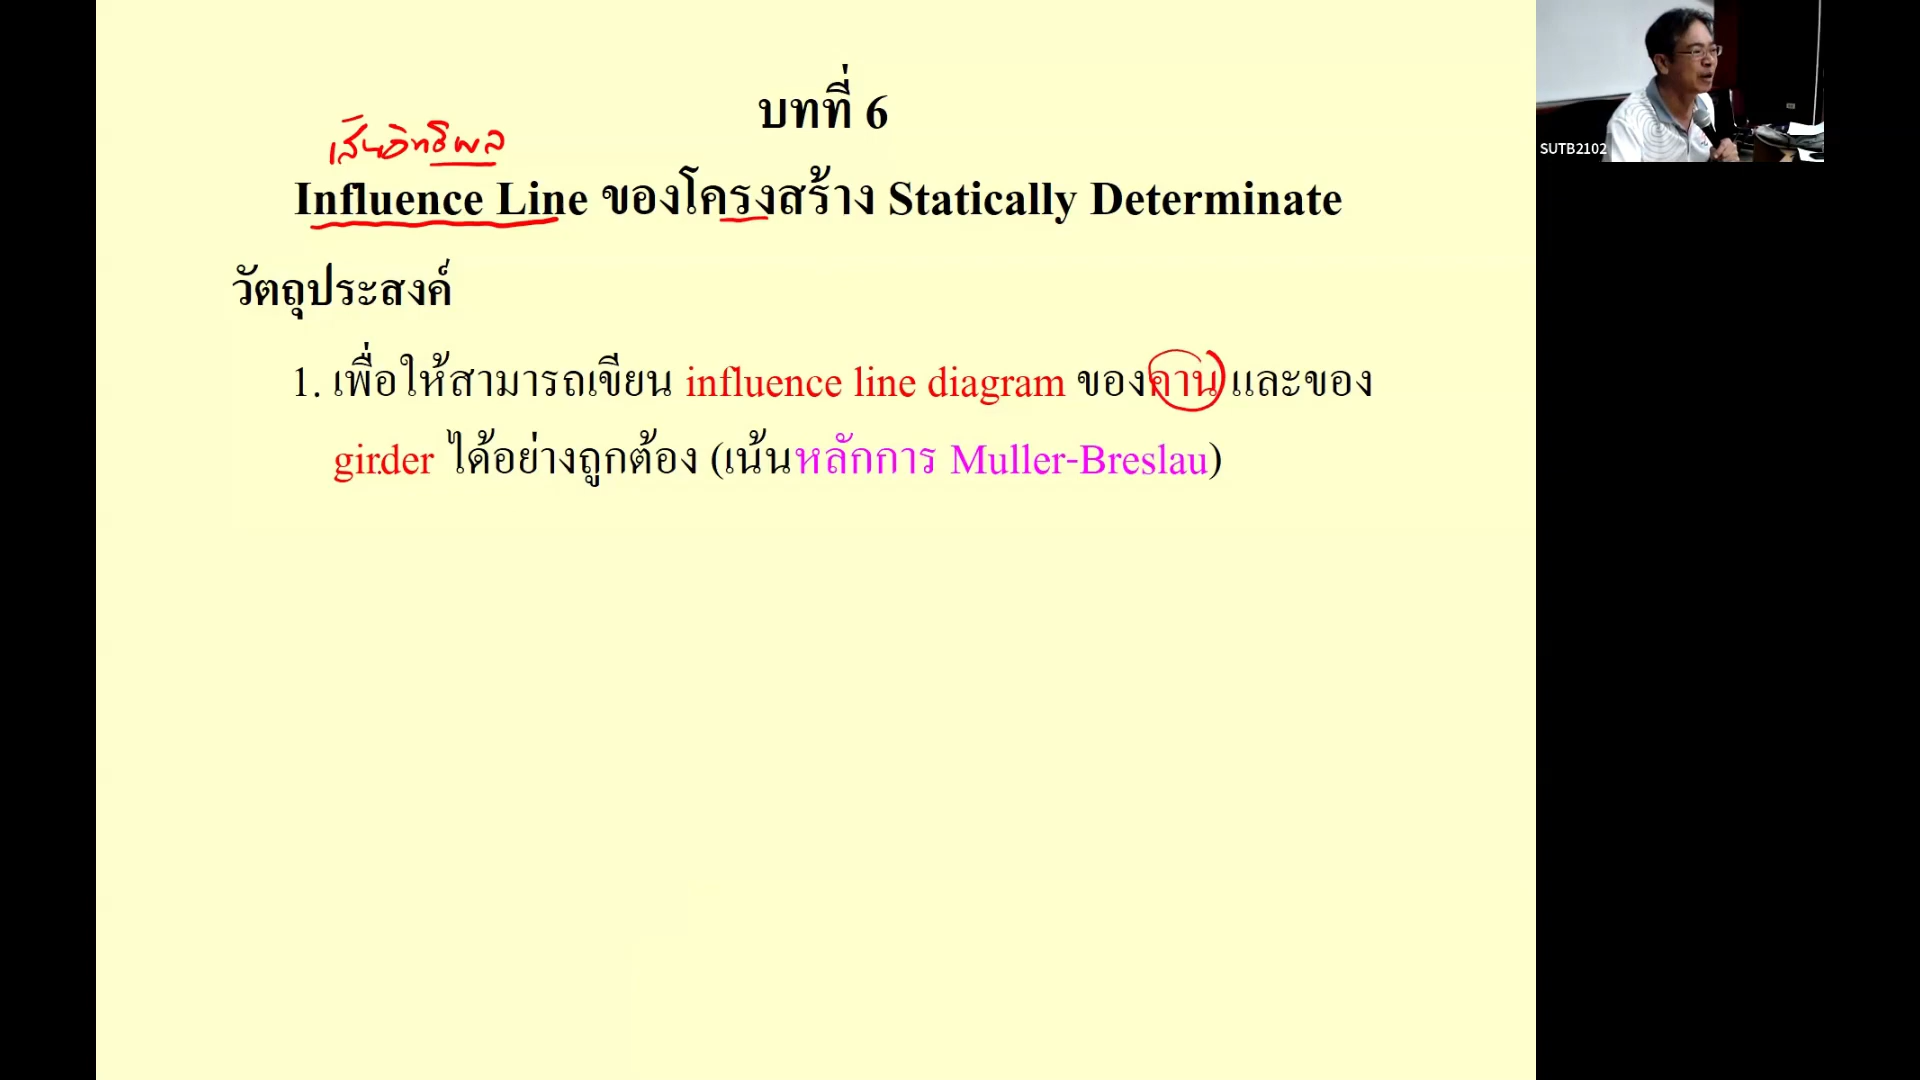 บทที่ 6
เส้นอิทธิพล
Influence Line ของโครงสร้าง Statically Determinate
วัตถุประสงค์
1. เพื่อให้สามารถเขียน influence line diagram ของคาน และของ
girder ได้อย่างถูกต้อง (เน้นหลักการ Muller-Breslau)
SUTB2102